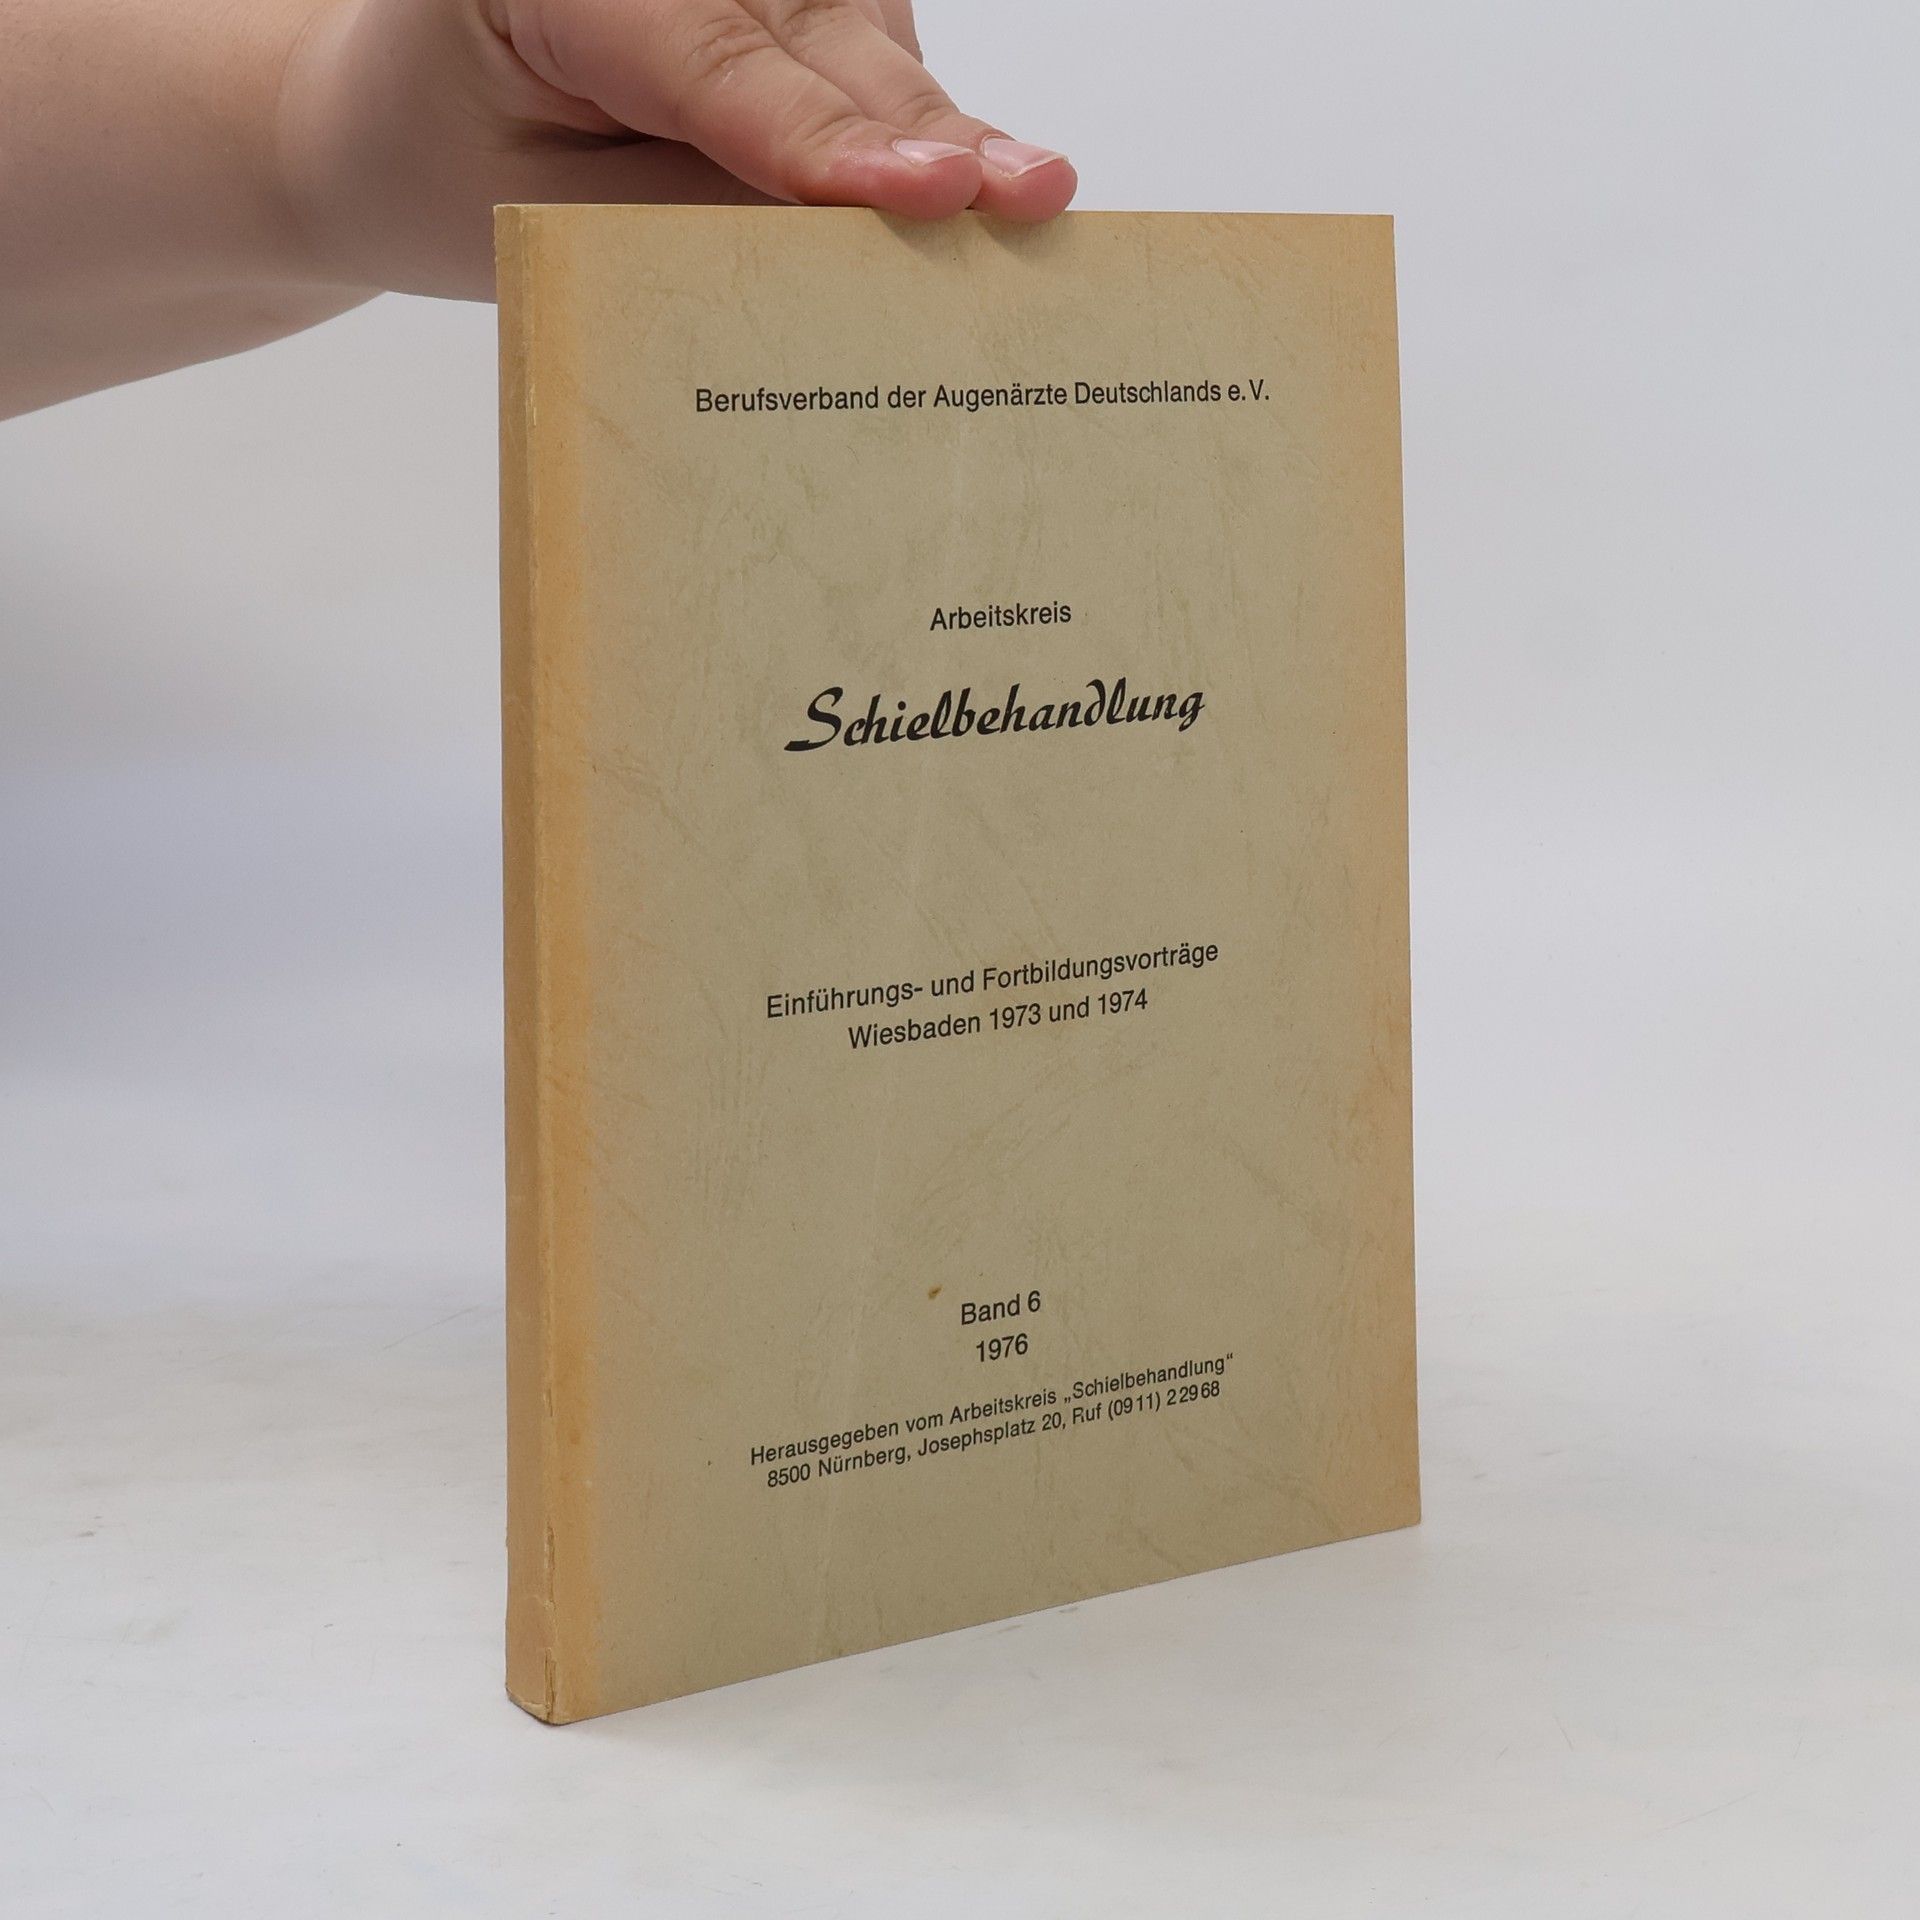 Berufsverband der Augenärzte Deutschlands e.V.
Arbeitskreis
Schielbehandlung
Einführungs- und Fortbildungsvorträge
Wiesbaden 1973 und 1974
Band 6
1976
Herausgegeben vom Arbeitskreis „Schielbehandlung“
8500 Nürnberg, Josephsplatz 20, Ruf (0911) 22968